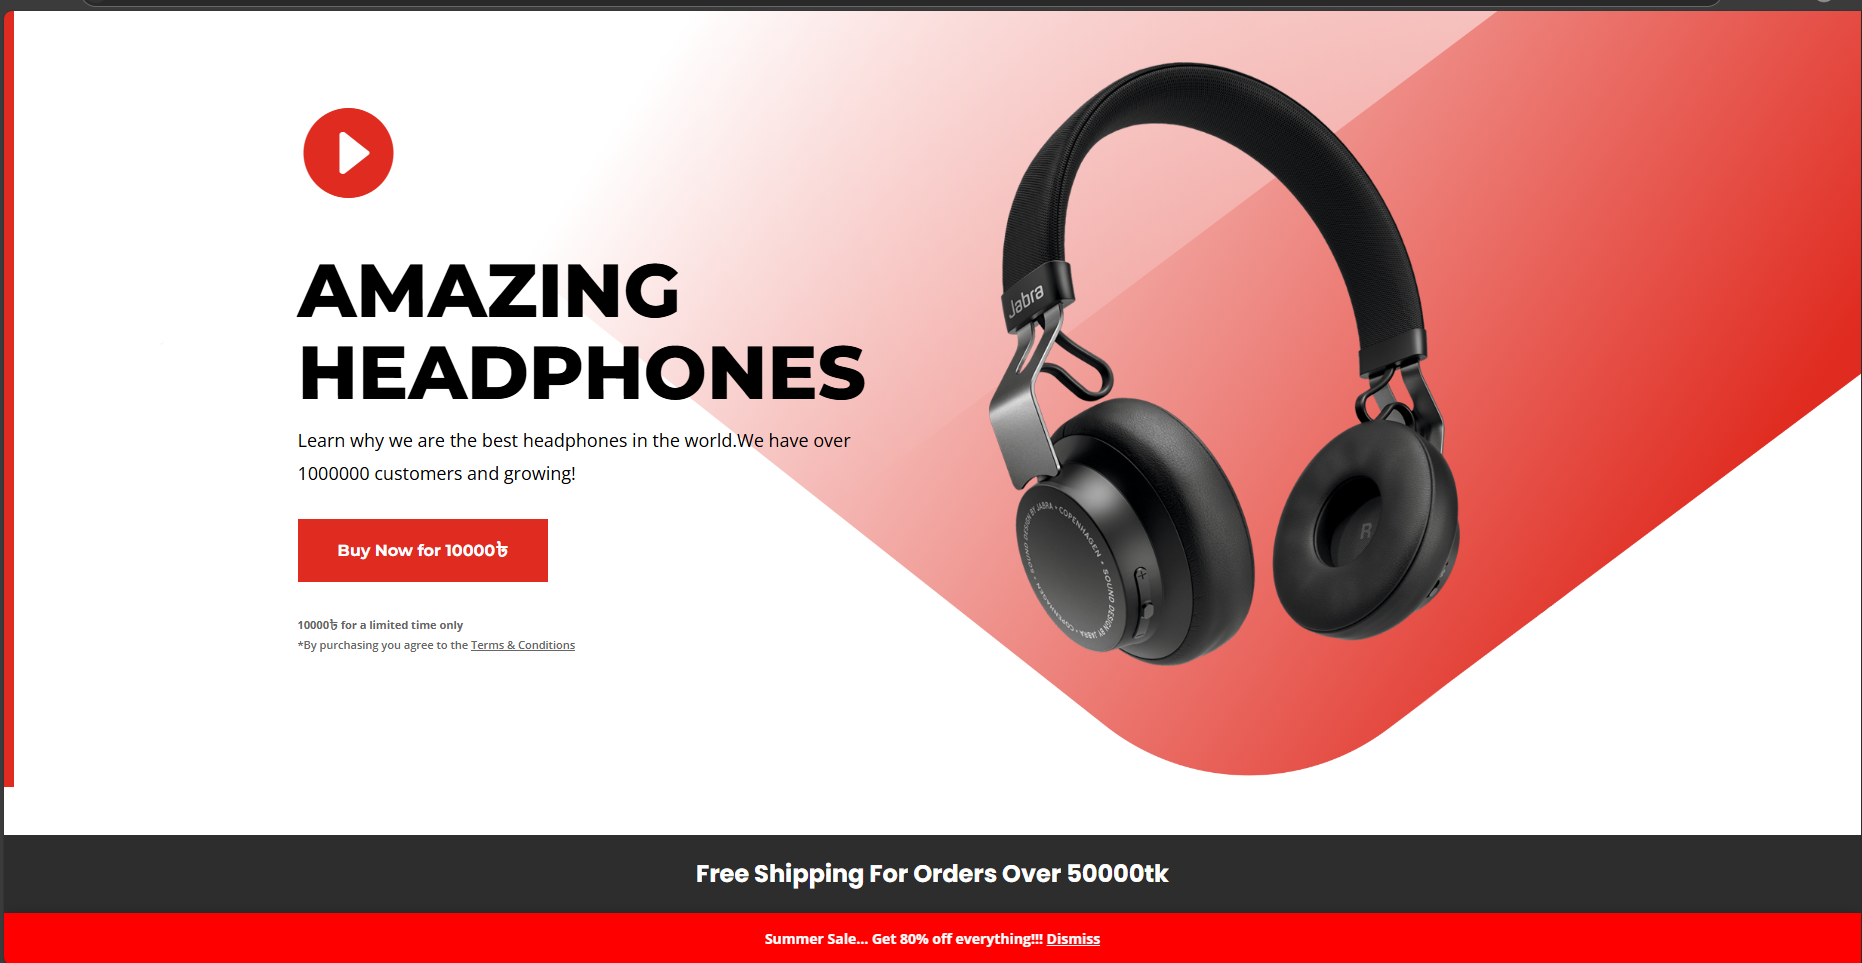 AMAZING
HEADPHONES
Learn why we are the best headphones in the world.We have over
1000000 customers and growing!
Buy Now for 10000৳
10000৳ for a limited time only
*By purchasing you agree to the Terms & Conditions
Jabra
SOUND DESIGN BY JABRA • COPENHAGEN • SOUND DESIGN BY JABRA • COPENHAGEN •
R
Free Shipping For Orders Over 50000tk
Summer Sale... Get 80% off everything!!! Dismiss